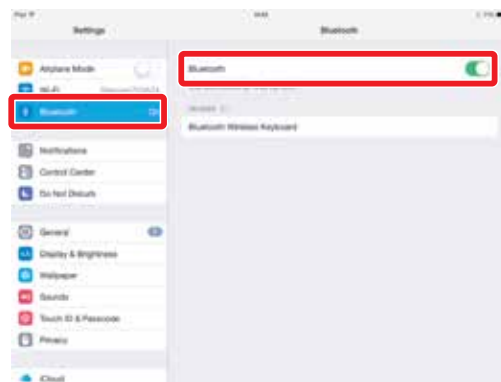 iPad
Settings
Bluetooth
Airplane Mode
Wi-Fi
Bluetooth On
Notifications
Control Center
Do Not Disturb
General
Display & Brightness
Wallpaper
Sounds
Touch ID & Passcode
Privacy
iCloud
Bluetooth
Bluetooth Wireless Keyboard